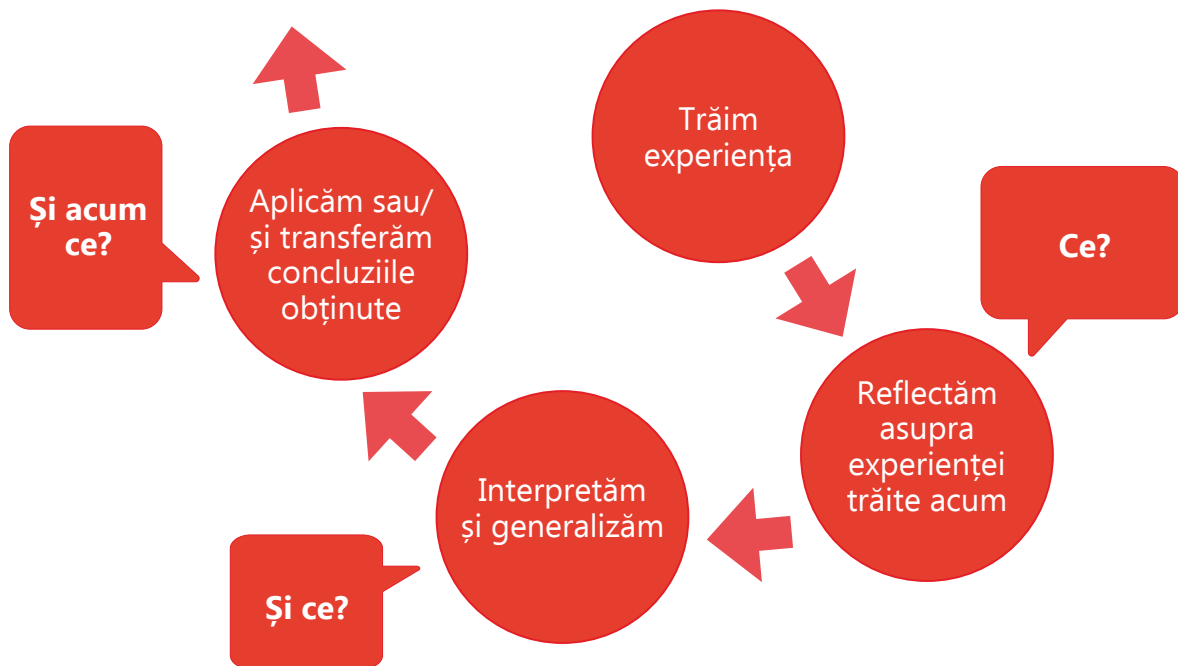 Trăim
experiența
Ce?
Reflectăm
asupra
experienței
trăite acum
Interpretăm
și generalizăm
Și ce?
Aplicăm sau/
și transferăm
concluziile
obținute
Și acum
ce?